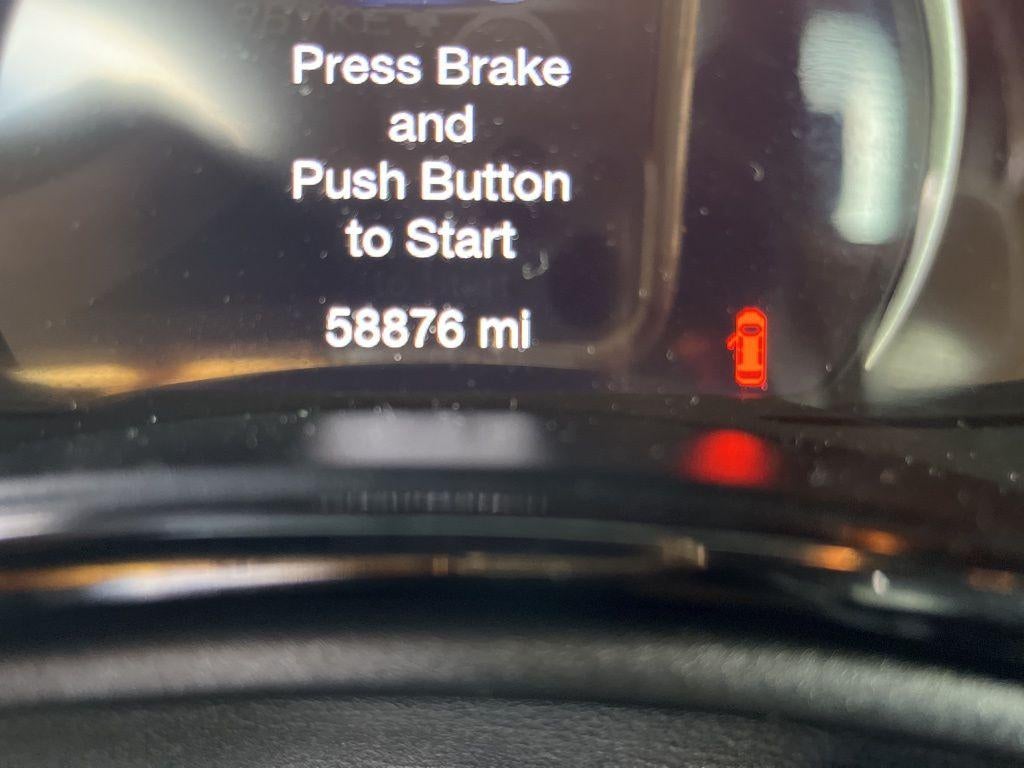 Press Brake
and
Push Button
to Start
58876 mi